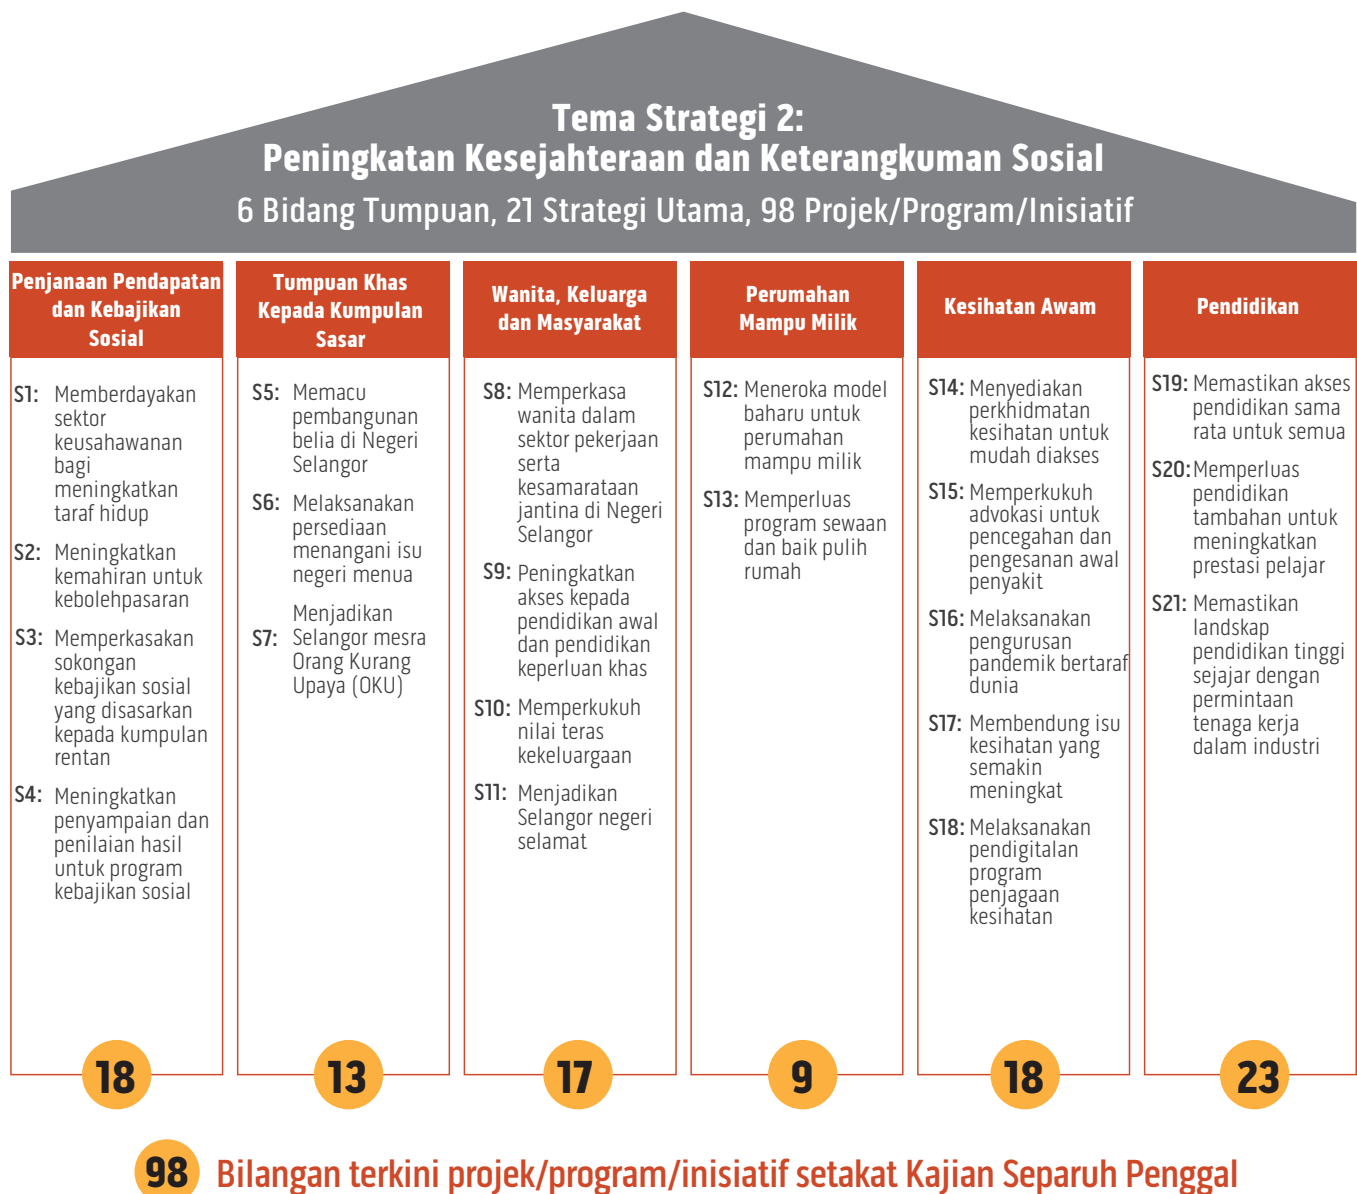 Tema Strategi 2:
Peningkatan Kesejahteraan dan Keterangkuman Sosial
6 Bidang Tumpuan, 21 Strategi Utama, 98 Projek/Program/Inisiatif
Penjanaan Pendapatan
dan Kebajikan
Sosial
S1: Memberdayakan
sektor
keusahawanan
bagi
meningkatkan
taraf hidup
S2: Meningkatkan
kemahiran untuk
kebolehpasaran
S3: Memperkasakan
sokongan
kebajikan sosial
yang disasarkan
kepada kumpulan
rentan
S4: Meningkatkan
penyampaian dan
penilaian hasil
untuk program
kebajikan sosial
18
Tumpuan Khas
Kepada Kumpulan
Sasar
S5: Memacu
pembangunan
belia di Negeri
Selangor
S6: Melaksanakan
persediaan
menangani isu
negeri menua
Menjadikan
S7: Selangor mesra
Orang Kurang
Upaya (OKU)
13
Wanita, Keluarga
dan Masyarakat
S8: Memperkasa
wanita dalam
sektor pekerjaan
serta
kesamarataan
jantina di Negeri
Selangor
S9: Peningkatkan
akses kepada
pendidikan awal
dan pendidikan
keperluan khas
S10: Memperkukuh
nilai teras
kekeluargaan
S11: Menjadikan
Selangor negeri
selamat
17
Perumahan
Mampu Milik
S12: Meneroka model
baharu untuk
perumahan
mampu milik
S13: Memperluas
program sewaan
dan baik pulih
rumah
9
Kesihatan Awam
S14: Menyediakan
perkhidmatan
kesihatan untuk
mudah diakses
S15: Memperkukuh
advokasi untuk
pencegahan dan
pengesanan awal
penyakit
S16: Melaksanakan
pengurusan
pandemik bertaraf
dunia
S17: Membendung isu
kesihatan yang
semakin
meningkat
S18: Melaksanakan
pendigitalan
program
penjagaan
kesihatan
18
Pendidikan
S19: Memastikan akses
pendidikan sama
rata untuk semua
S20: Memperluas
pendidikan
tambahan untuk
meningkatkan
prestasi pelajar
S21: Memastikan
landskap
pendidikan tinggi
sejajar dengan
permintaan
tenaga kerja
dalam industri
23
98 Bilangan terkini projek/program/inisiatif setakat Kajian Separuh Penggal